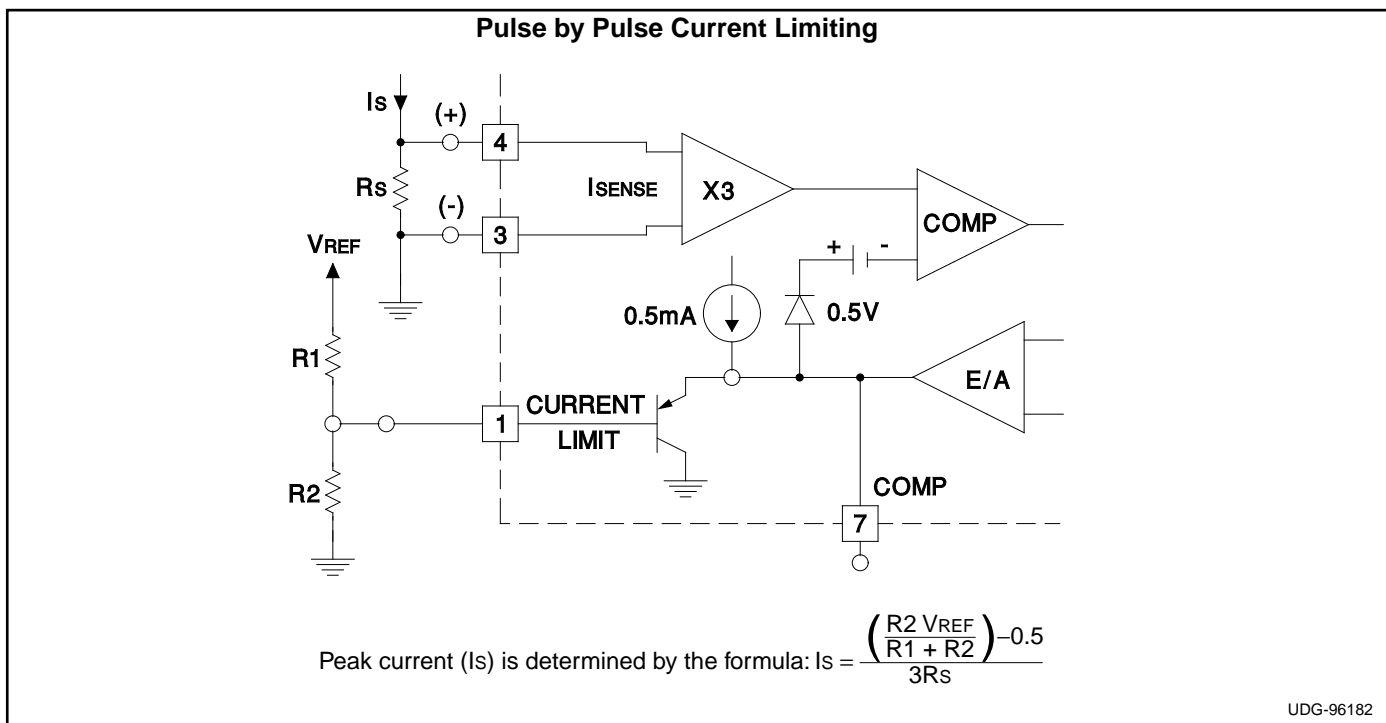 Pulse by Pulse Current Limiting
Is
(+)
4
Rs
ISENSE
X3
(-)
3
COMP
VREF
+ -
0.5mA
0.5V
R1
E/A
1
CURRENT
LIMIT
R2
COMP
7
Peak current (Is) is determined by the formula: Is = ((R2 VREF / R1 + R2) –0.5) / 3Rs
UDG-96182